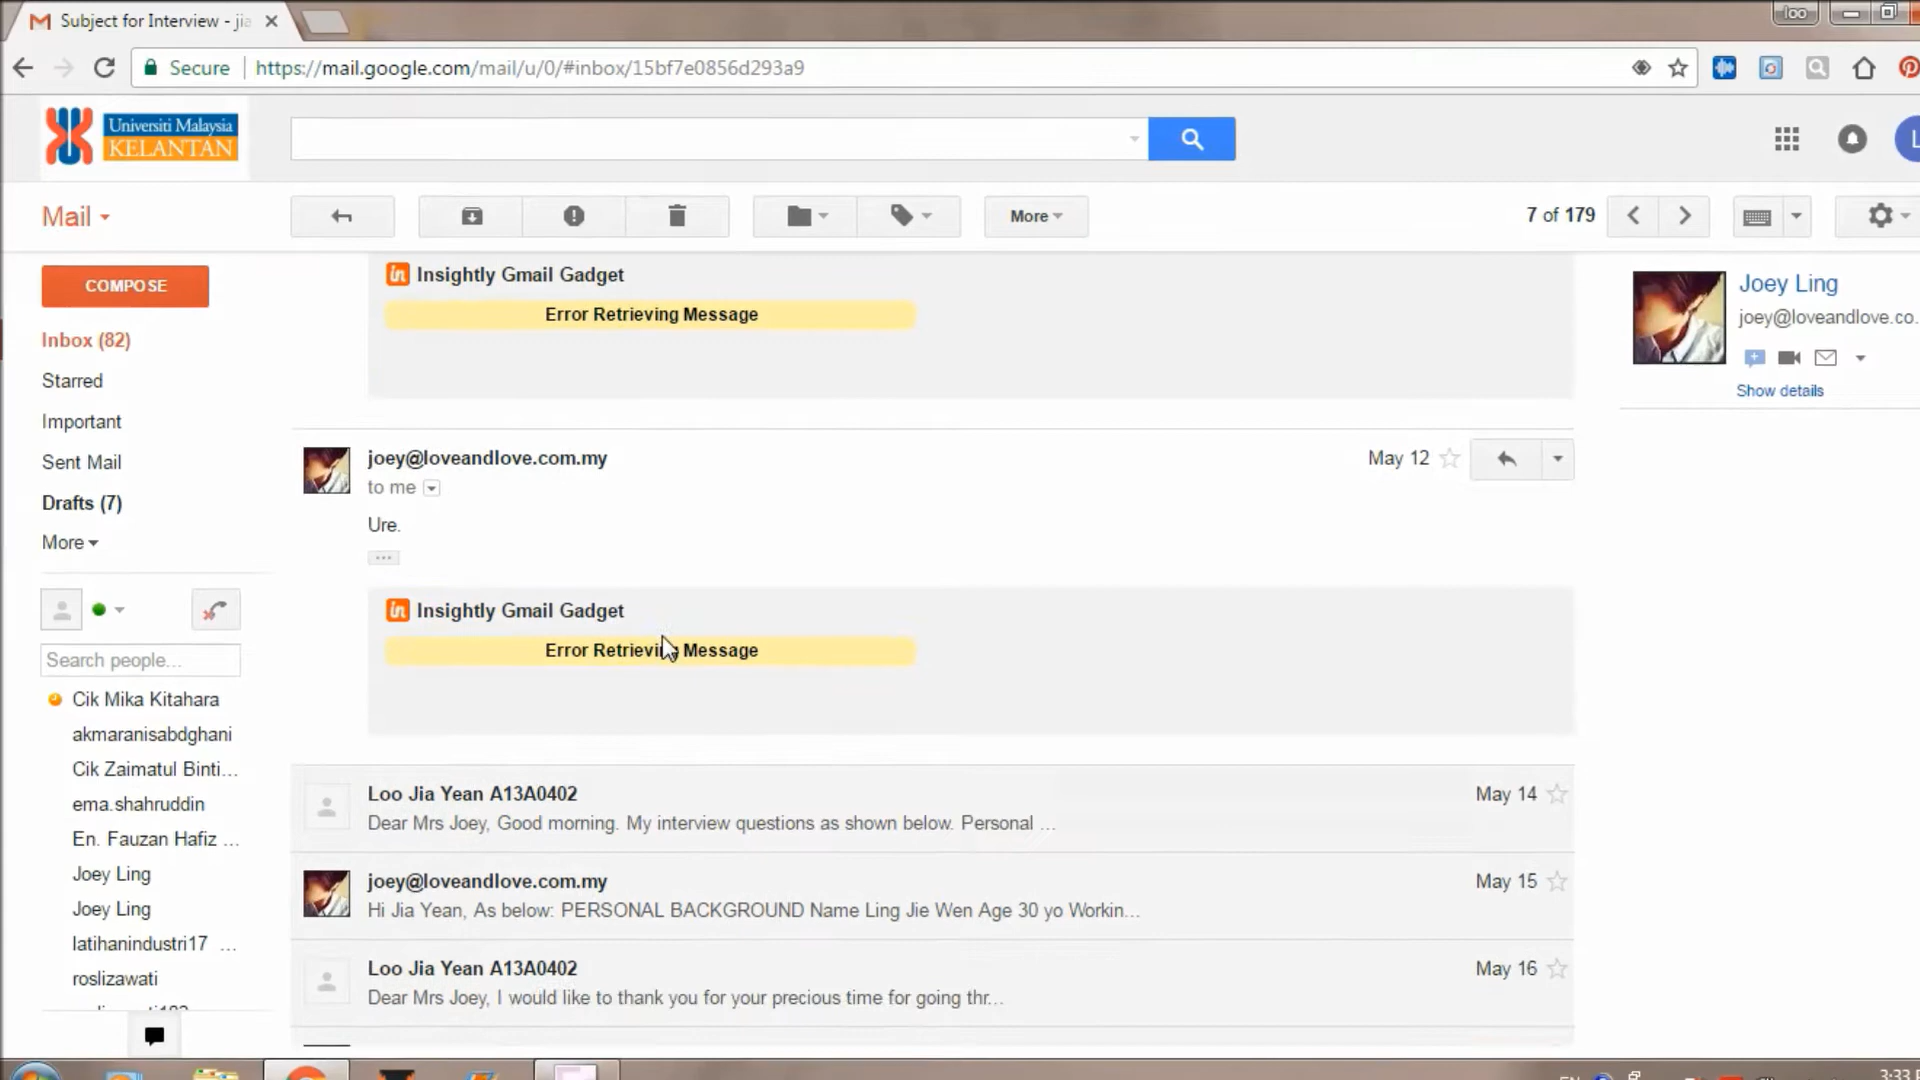 Subject for Interview - jia
loo
Secure
https://mail.google.com/mail/u/0/#inbox/15bf7e0856d293a9
Universiti Malaysia
KELANTAN
Mail
More
7 of 179
COMPOSE
Inbox (82)
Starred
Important
Sent Mail
Drafts (7)
More
Search people...
Cik Mika Kitahara
akmaranisabdghani
Cik Zaimatul Binti...
ema.shahruddin
En. Fauzan Hafiz ...
Joey Ling
Joey Ling
latihanindustri17 ...
roslizawati
Insightly Gmail Gadget
Error Retrieving Message
joey@loveandlove.com.my
May 12
to me
Ure.
Insightly Gmail Gadget
Error Retrieving Message
Loo Jia Yean A13A0402
May 14
Dear Mrs Joey, Good morning. My interview questions as shown below. Personal ...
joey@loveandlove.com.my
May 15
Hi Jia Yean, As below: PERSONAL BACKGROUND Name Ling Jie Wen Age 30 yo Workin...
Loo Jia Yean A13A0402
May 16
Dear Mrs Joey, I would like to thank you for your precious time for going thr...
Joey Ling
joey@loveandlove.co.
Show details
L
3:33